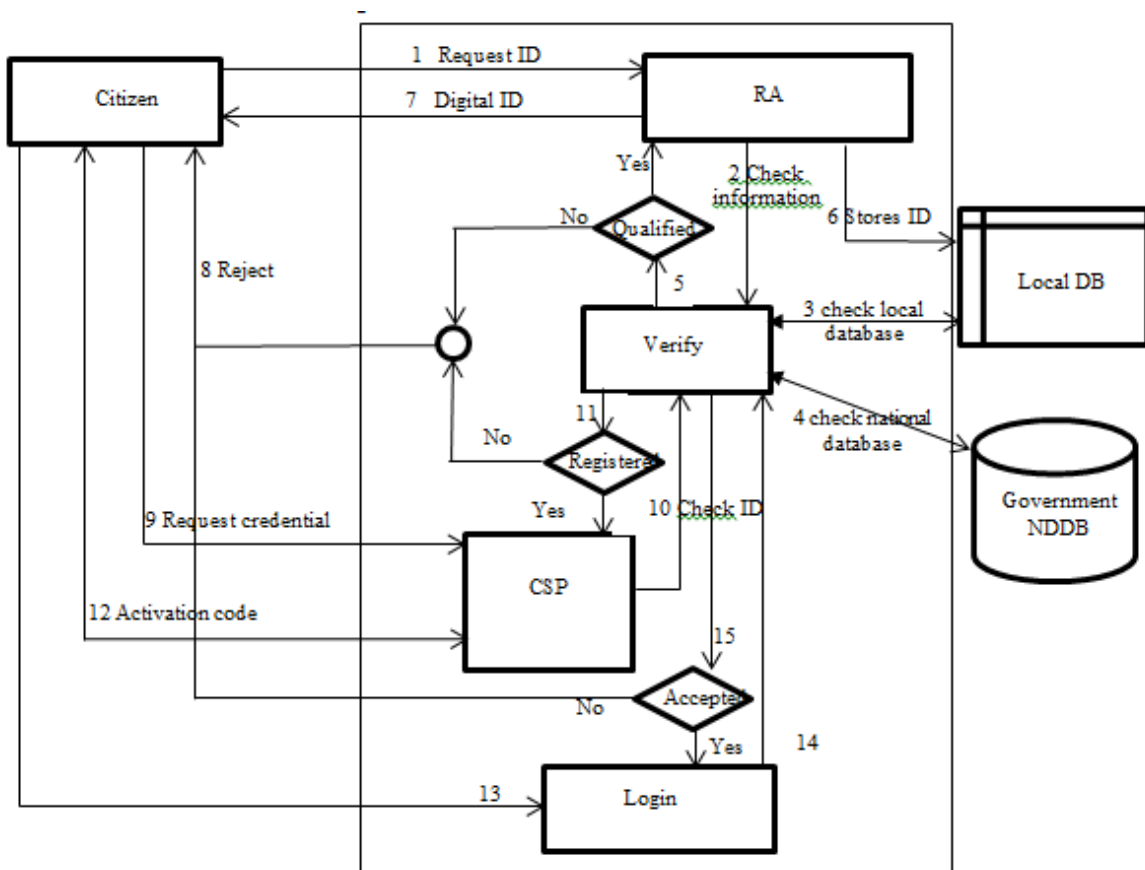 1 Request ID
Citizen
RA
7 Digital ID
Yes
2 Check
information
No
Qualified
6 Stores ID
8 Reject
5
Local DB
3 check local
database
Verify
11
4 check national
database
No
Registered
Yes
10 Check ID
Government
NDDB
9 Request credential
CSP
12 Activation code
15
Accepted
No
Yes
14
13
Login